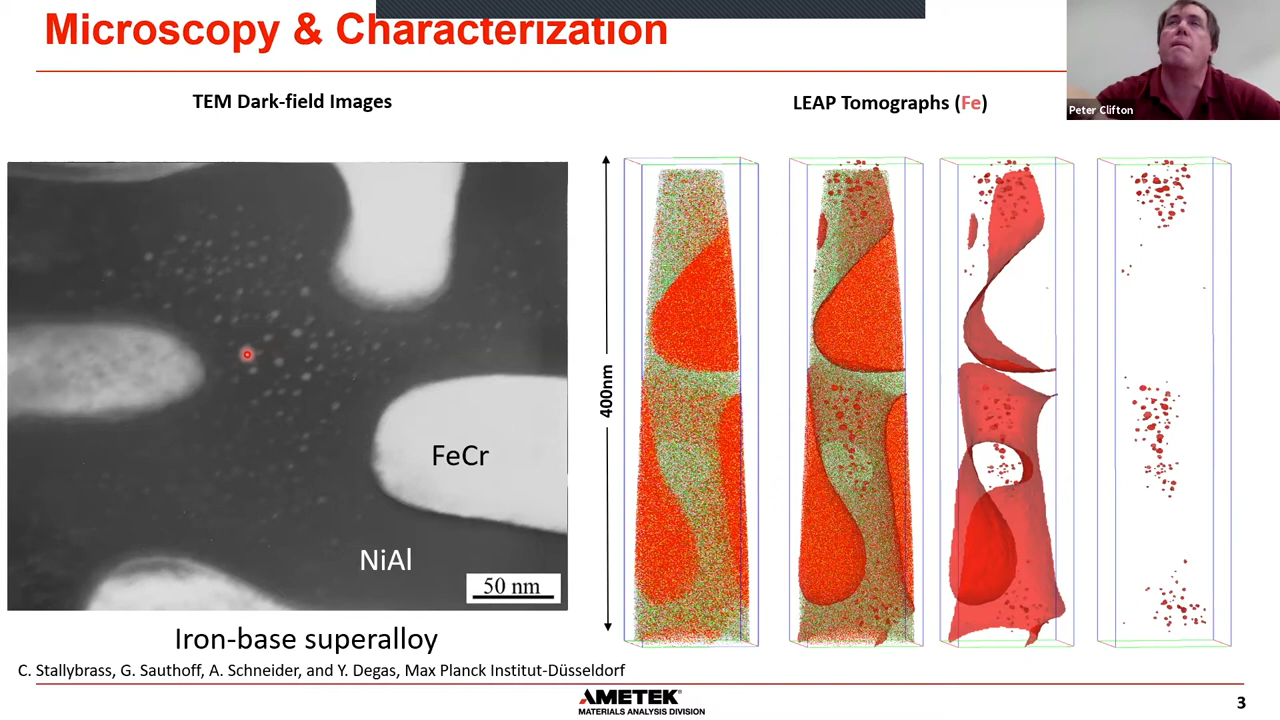 Microscopy & Characterization
Peter Clifton
TEM Dark-field Images
LEAP Tomographs (Fe)
400nm
FeCr
NiAl
50 nm
Iron-base superalloy
C. Stallybrass, G. Sauthoff, A. Schneider, and Y. Degas, Max Planck Institut-Düsseldorf
AMETEK®
MATERIALS ANALYSIS DIVISION
3